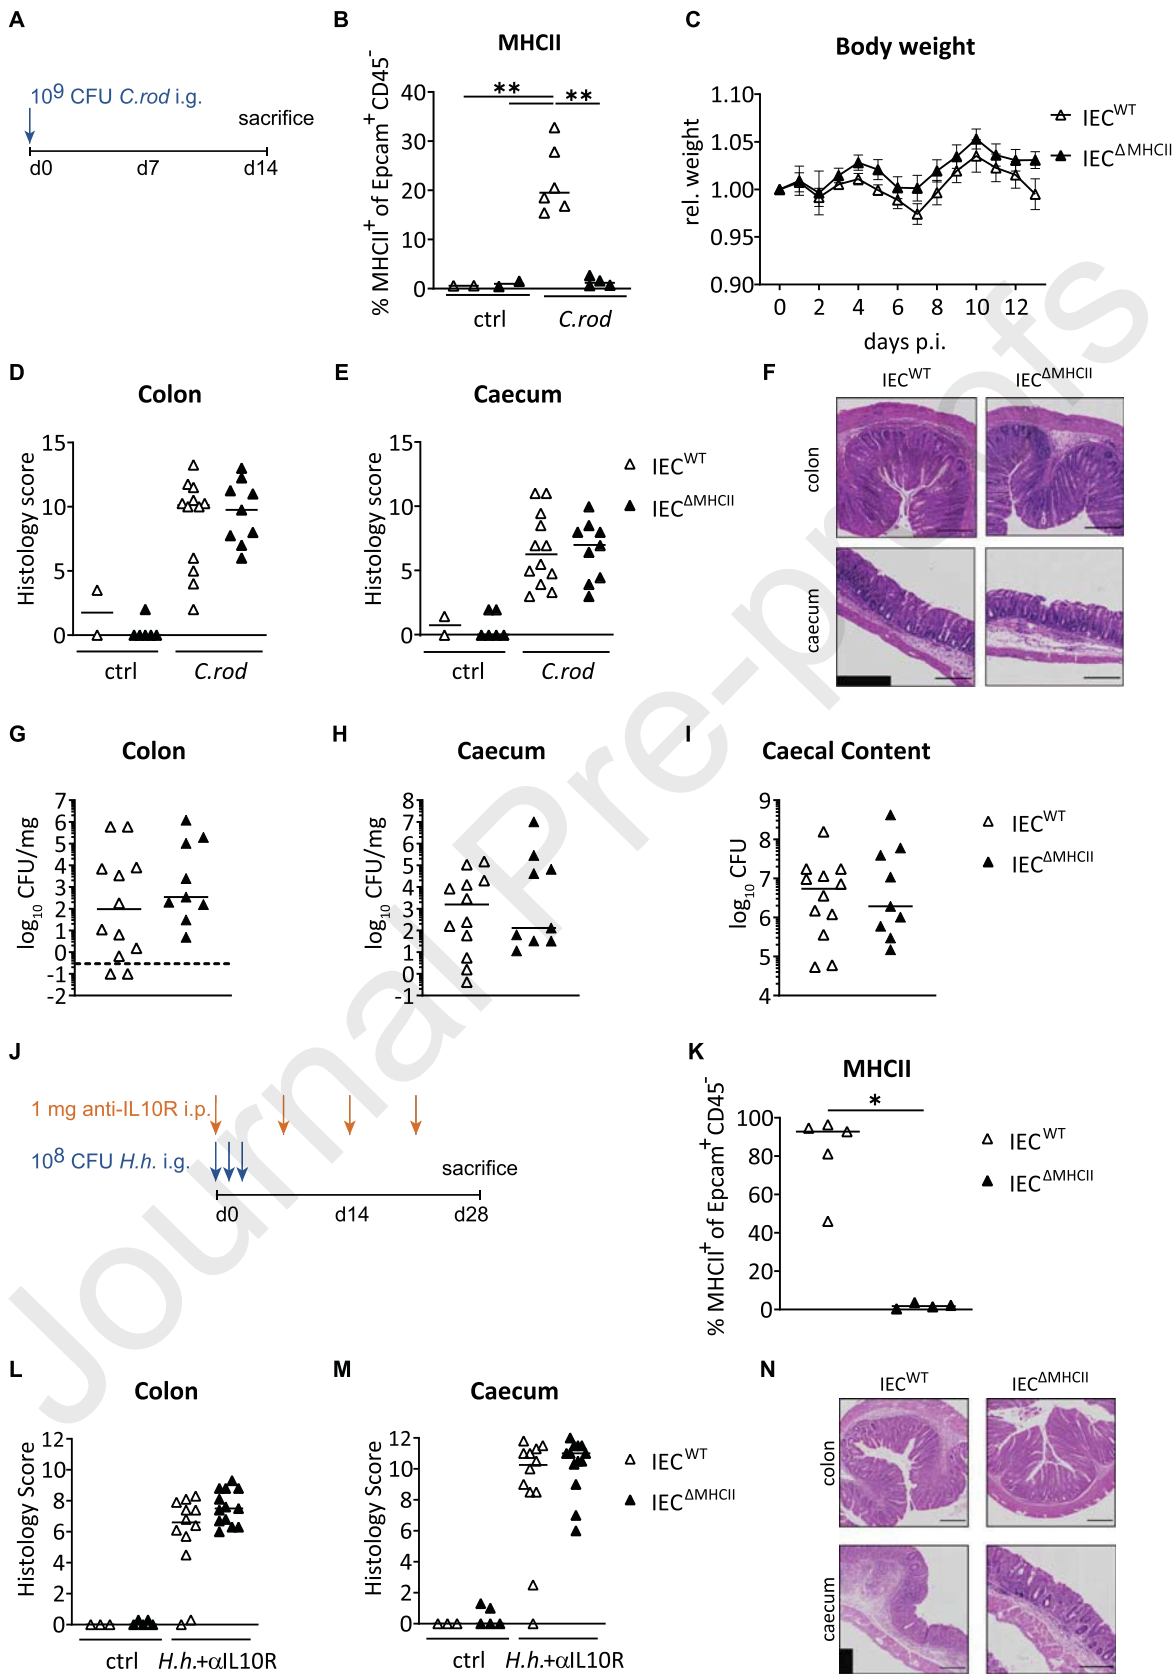 A
10⁹ CFU C.rod i.g.
sacrifice
d0 d7 d14
B
MHCII
% MHCII⁺ of Epcam⁺ CD45⁻
** **
40
30
20
10
0
ctrl C.rod
C
Body weight
rel. weight
1.10
1.05
1.00
0.95
0.90
0 2 4 6 8 10 12
days p.i.
IEC^WT
IEC^ΔMHCII
D
Colon
Histology score
15
10
5
0
ctrl C.rod
E
Caecum
Histology score
15
10
5
0
ctrl C.rod
IEC^WT
IEC^ΔMHCII
F
IEC^WT IEC^ΔMHCII
colon
caecum
G
Colon
log₁₀ CFU/mg
7
6
5
4
3
2
1
0
-1
-2
H
Caecum
log₁₀ CFU/mg
8
7
6
5
4
3
2
1
0
-1
I
Caecal Content
log₁₀ CFU
9
8
7
6
5
4
IEC^WT
IEC^ΔMHCII
J
1 mg anti-IL10R i.p.
10⁸ CFU H.h. i.g.
sacrifice
d0 d14 d28
K
MHCII
% MHCII⁺ of Epcam⁺ CD45⁻
*
100
80
60
40
20
0
IEC^WT
IEC^ΔMHCII
L
Colon
Histology Score
12
10
8
6
4
2
0
ctrl H.h.+αIL10R
M
Caecum
Histology Score
12
10
8
6
4
2
0
ctrl H.h.+αIL10R
IEC^WT
IEC^ΔMHCII
N
IEC^WT IEC^ΔMHCII
colon
caecum
Journal Pre-proofs